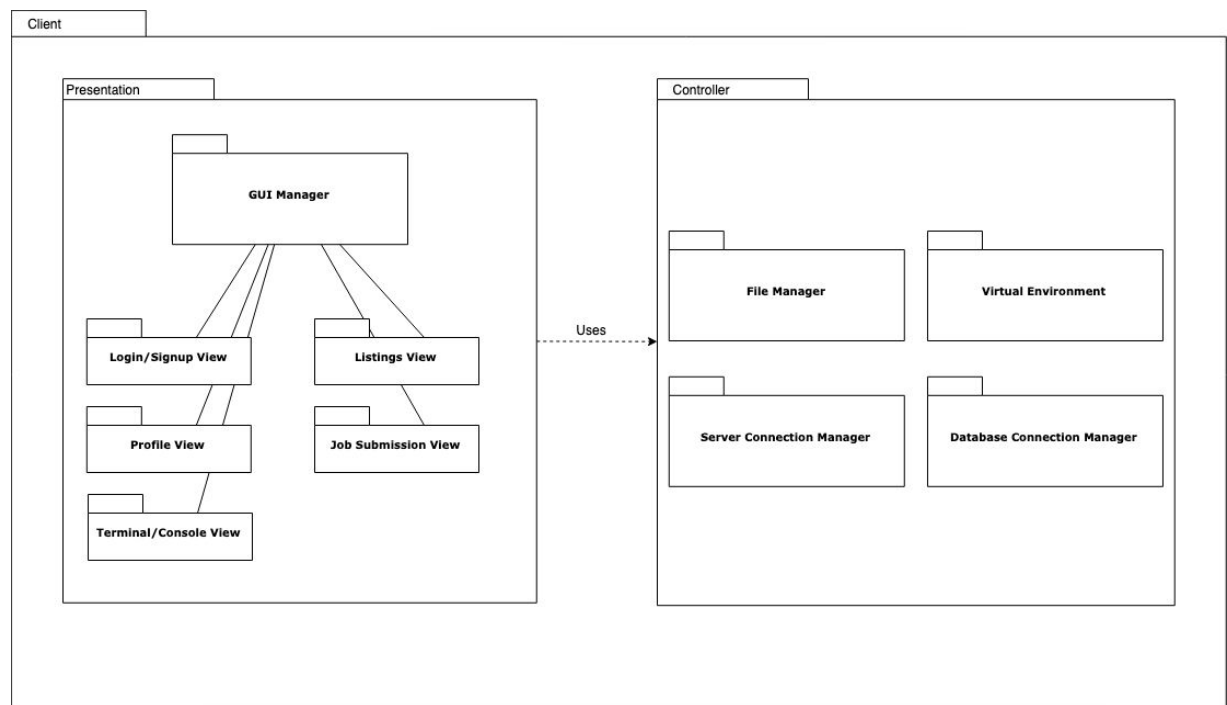 Client
Presentation
Controller
GUI Manager
File Manager
Virtual Environment
Uses
Login/Signup View
Listings View
Server Connection Manager
Database Connection Manager
Profile View
Job Submission View
Terminal/Console View